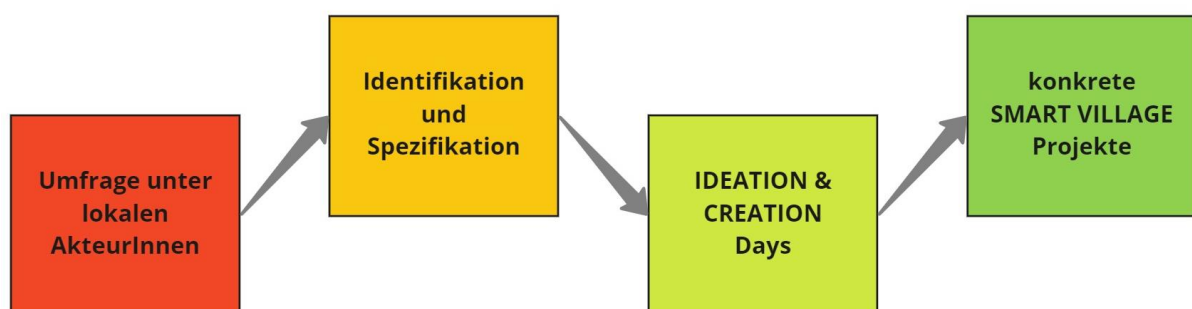 Umfrage unter
lokalen
AkteurInnen
Identifikation
und
Spezifikation
IDEATION &
CREATION
Days
konkrete
SMART VILLAGE
Projekte